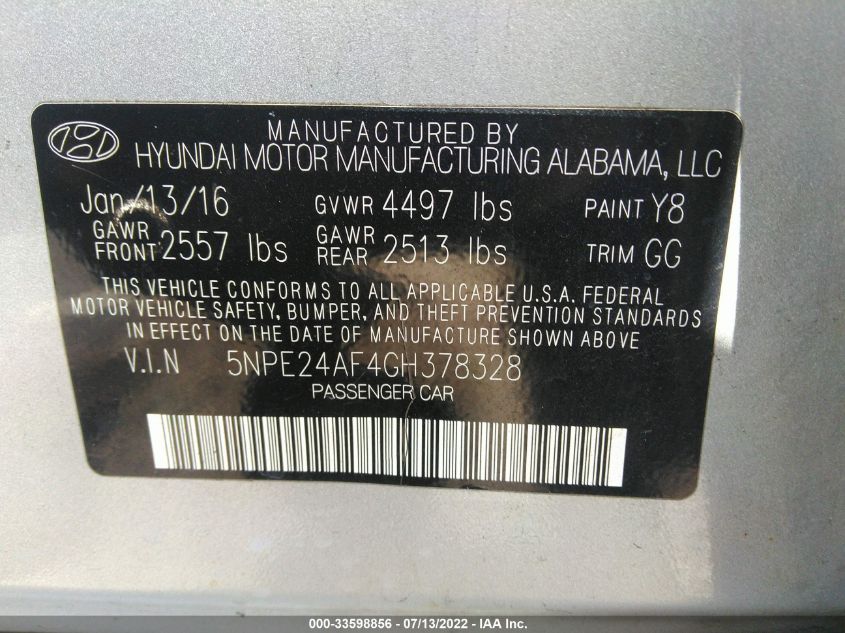 MANUFACTURED BY
HYUNDAI MOTOR MANUFACTURING ALABAMA, LLC
Jan/13/16 GVWR 4497 lbs PAINT Y8
GAWR FRONT 2557 lbs GAWR REAR 2513 lbs TRIM GG
THIS VEHICLE CONFORMS TO ALL APPLICABLE U.S.A. FEDERAL
MOTOR VEHICLE SAFETY, BUMPER, AND THEFT PREVENTION STANDARDS
IN EFFECT ON THE DATE OF MANUFACTURE SHOWN ABOVE
V.I.N 5NPE24AF4GH378328
PASSENGER CAR
000-33598856 - 07/13/2022 - IAA Inc.